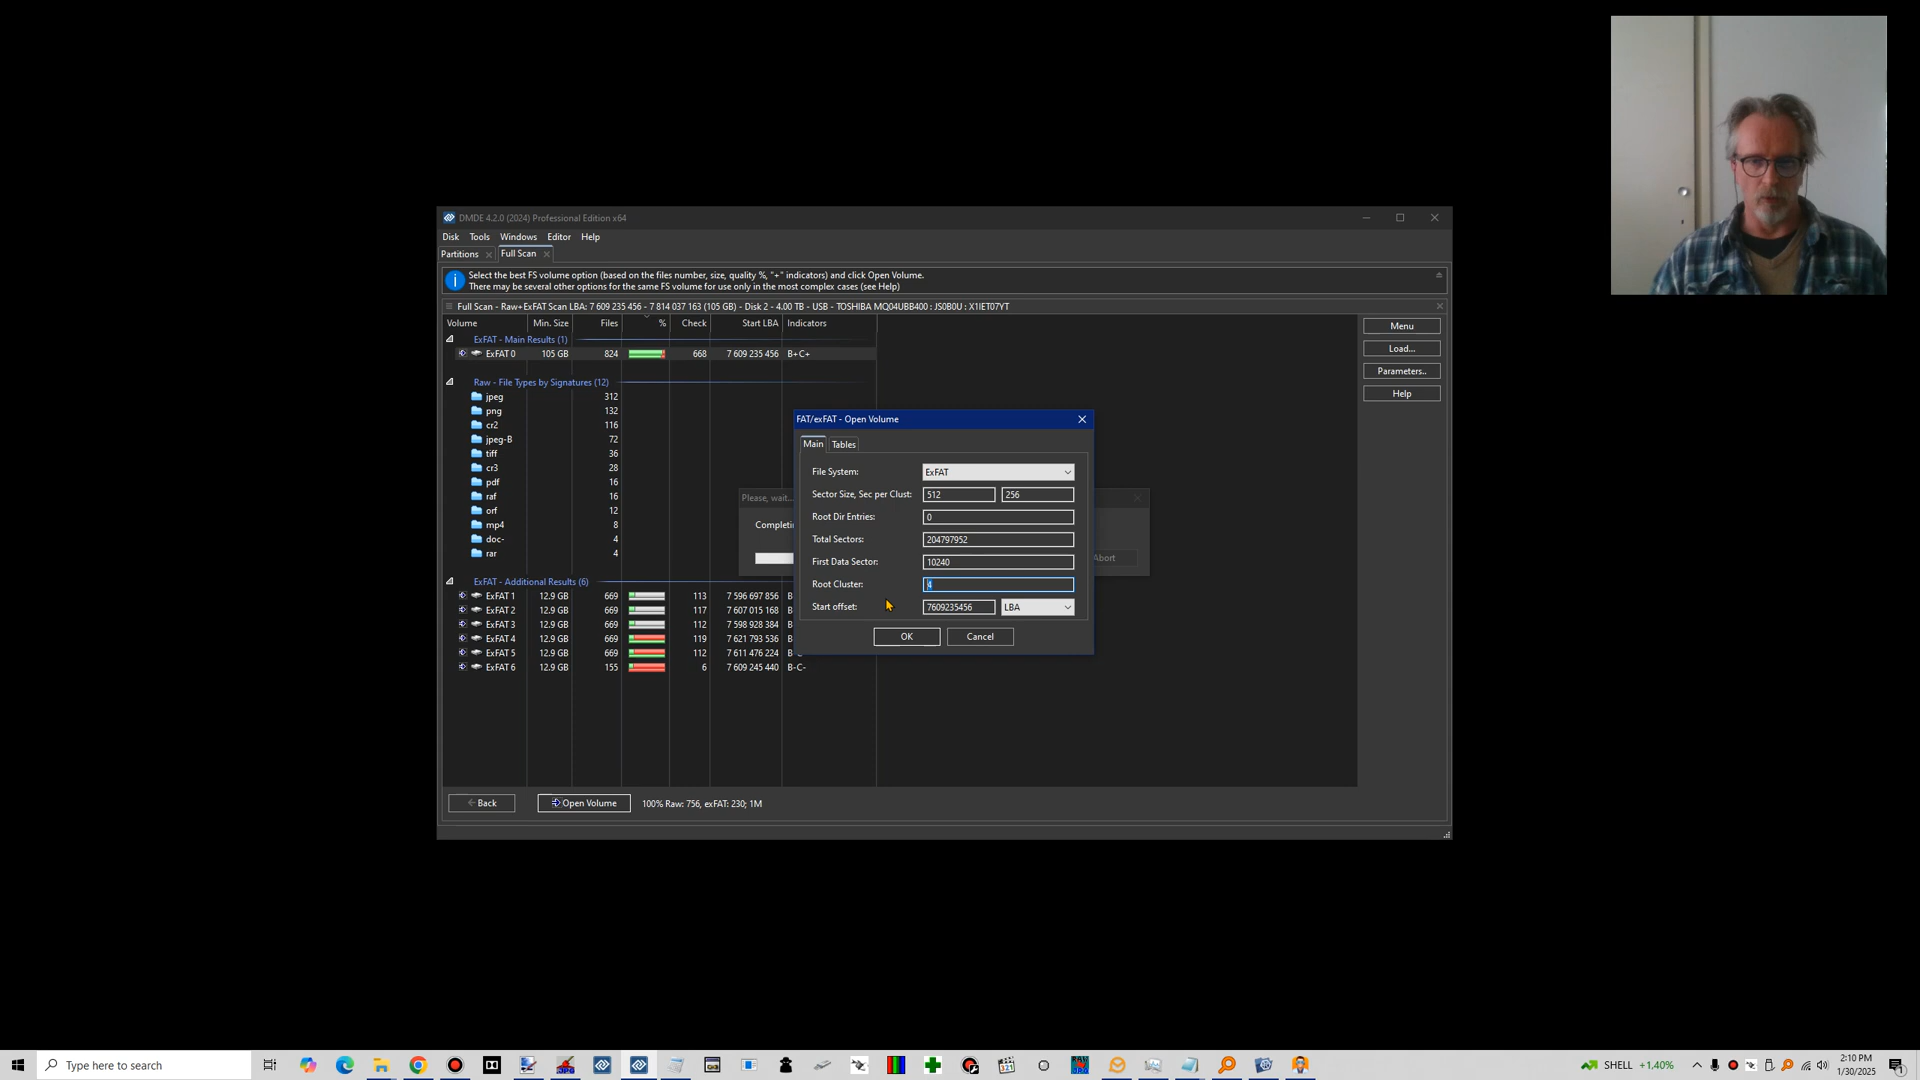 DMDE 4.2.0 (2024) Professional Edition x64
Disk Tools Windows Editor Help
Partitions Full Scan
Select the best FS volume option (based on the files number, size, quality %, "+" indicators) and click Open Volume.
There may be several other options for the same FS volume for use only in the most complex cases (see Help)
Full Scan - Raw+ExFAT Scan LBA: 7 609 235 456 - 7 814 037 163 (105 GB) - Disk 2 - 4.00 TB - USB - TOSHIBA MQ04UBB400 : JS0B0U : X1IET07YT
Volume Min. Size Files % Check Start LBA Indicators
Menu
ExFAT - Main Results (1)
Load...
ExFAT 0 105 GB 824 668 7 609 235 456 B+C+
Parameters..
Raw - File Types by Signatures (12)
Help
jpeg 312
png 132
cr2 116
jpeg-B 72
tiff 36
cr3 28
pdf 16
raf 16
orf 12
mp4 8
doc- 4
rar 4
FAT/exFAT - Open Volume
Main Tables
File System: ExFAT
Sector Size, Sec per Clust: 512 256
Root Dir Entries: 0
Total Sectors: 204797952
First Data Sector: 10240
Root Cluster: 4
Start offset: 7609235456 LBA
OK Cancel
Please, wait...
Completi
Abort
ExFAT - Additional Results (6)
ExFAT 1 12.9 GB 669 113 7 596 697 856
ExFAT 2 12.9 GB 669 117 7 607 015 168
ExFAT 3 12.9 GB 669 112 7 598 928 384
ExFAT 4 12.9 GB 669 119 7 621 793 536
ExFAT 5 12.9 GB 669 112 7 611 476 224
ExFAT 6 12.9 GB 155 6 7 609 245 440 B-C-
Back Open Volume 100% Raw: 756, exFAT: 230; 1M
Type here to search
SHELL +1.40%
2:10 PM
1/30/2025